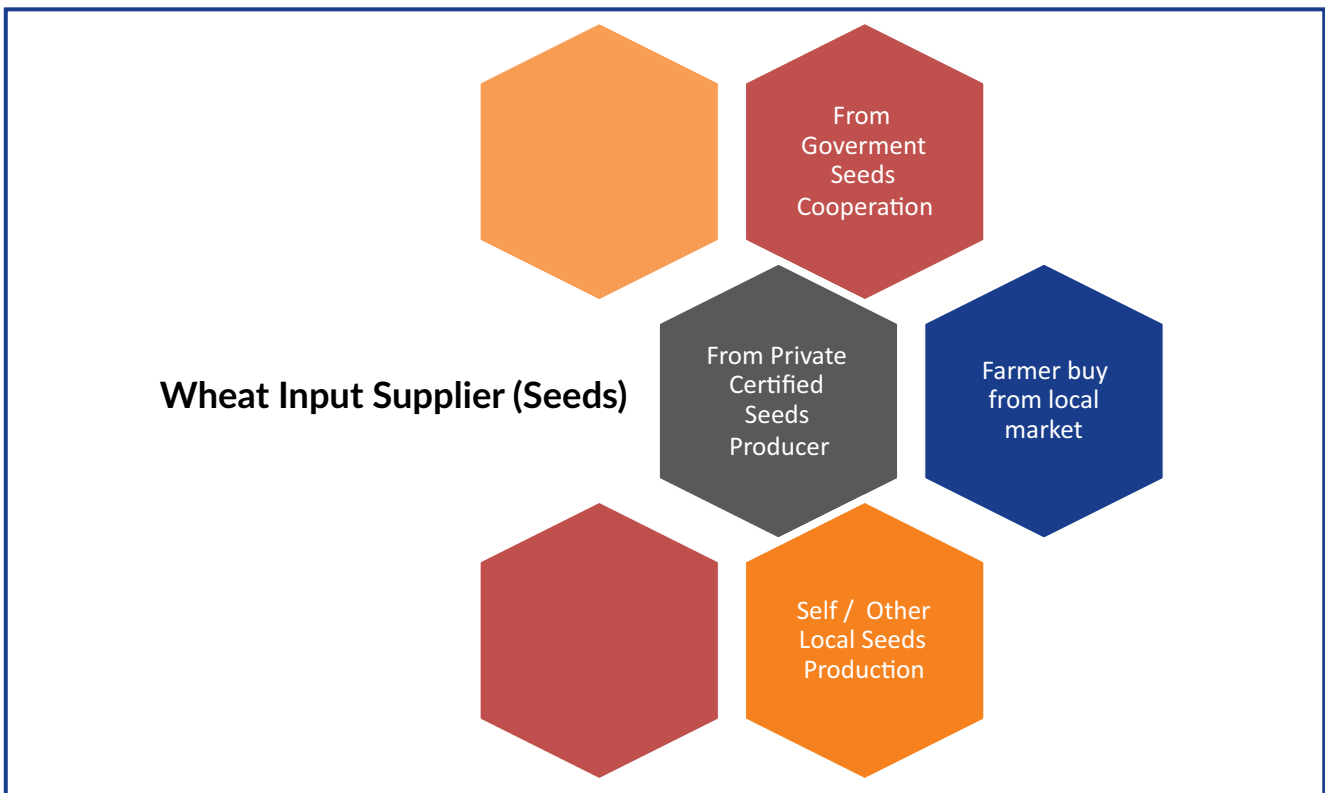 From
Goverment
Seeds
Cooperation
Wheat Input Supplier (Seeds)
From Private
Certified
Seeds
Producer
Farmer buy
from local
market
Self / Other
Local Seeds
Production